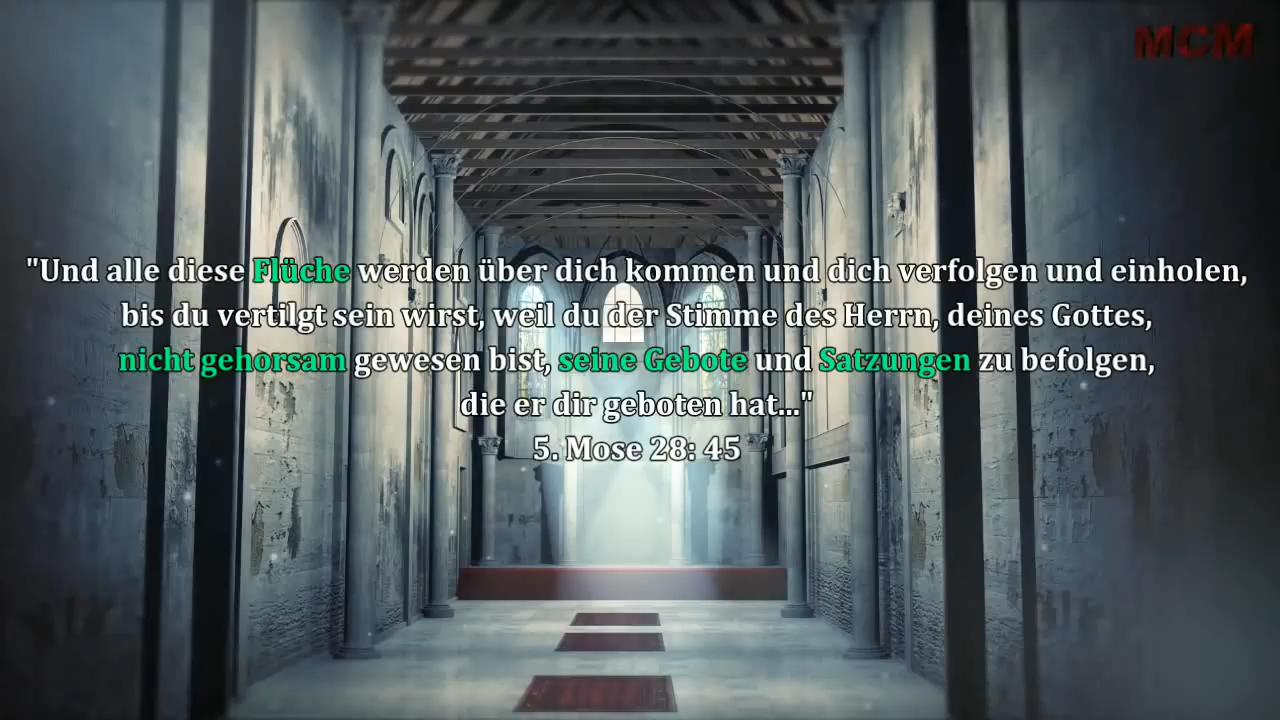 MCM
"Und alle diese Flüche werden über dich kommen und dich verfolgen und einholen,
bis du vertilgt sein wirst, weil du der Stimme des Herrn, deines Gottes,
nicht gehorsam gewesen bist, seine Gebote und Satzungen zu befolgen,
die er dir geboten hat..."
5. Mose 28: 45